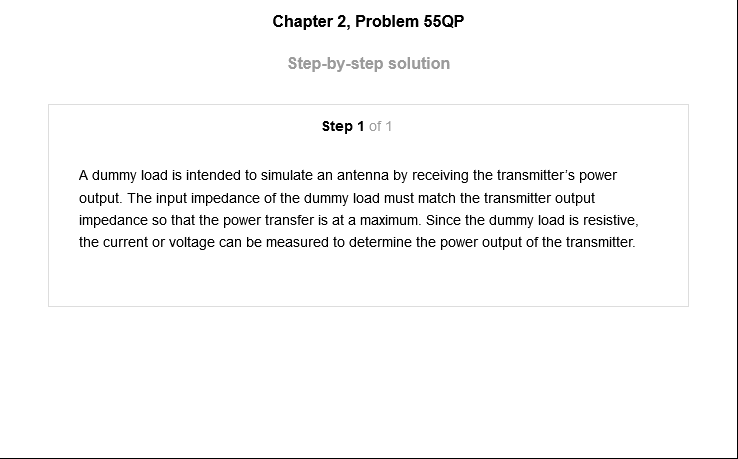 Chapter 2, Problem 55QP
Step-by-step solution
Step 1 of 1
A dummy load is intended to simulate an antenna by receiving the transmitter's power
output. The input impedance of the dummy load must match the transmitter output
impedance so that the power transfer is at a maximum. Since the dummy load is resistive,
the current or voltage can be measured to determine the power output of the transmitter.